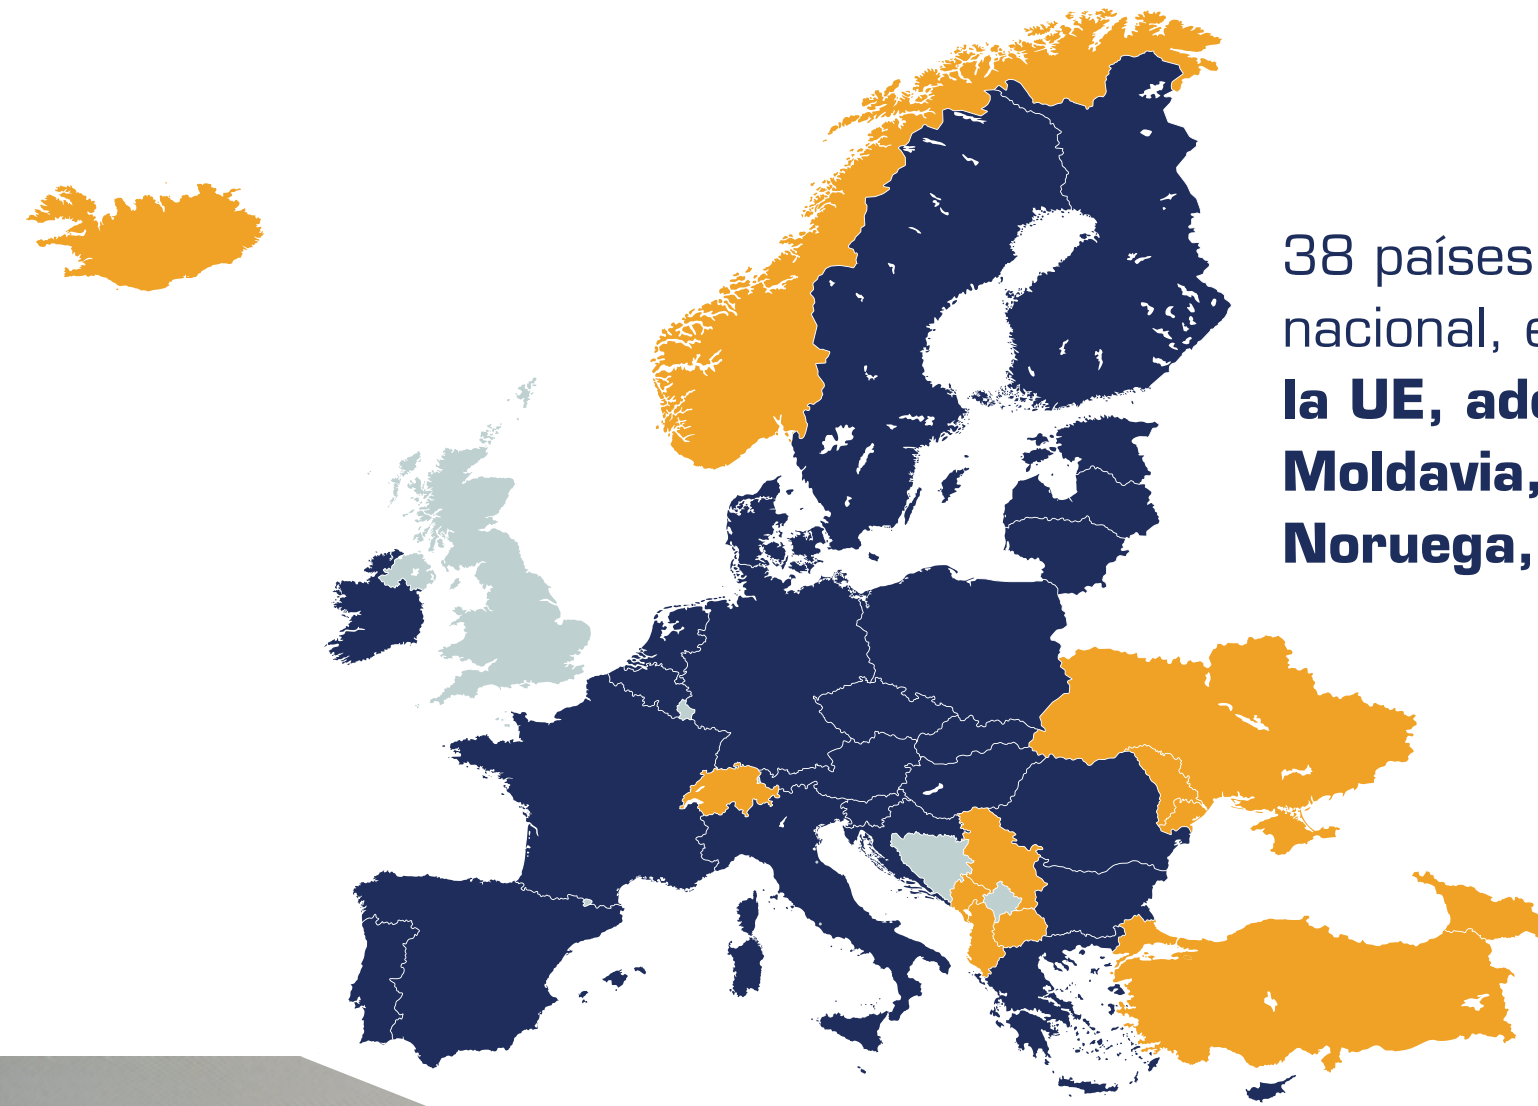 38 países
nacional,
la UE,
Moldavia,
Noruega,